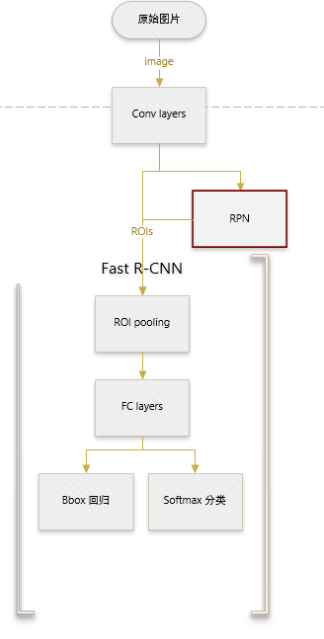 原始图片
image
Conv layers
RPN
ROIs
Fast R-CNN
ROI pooling
FC layers
Bbox 回归
Softmax 分类